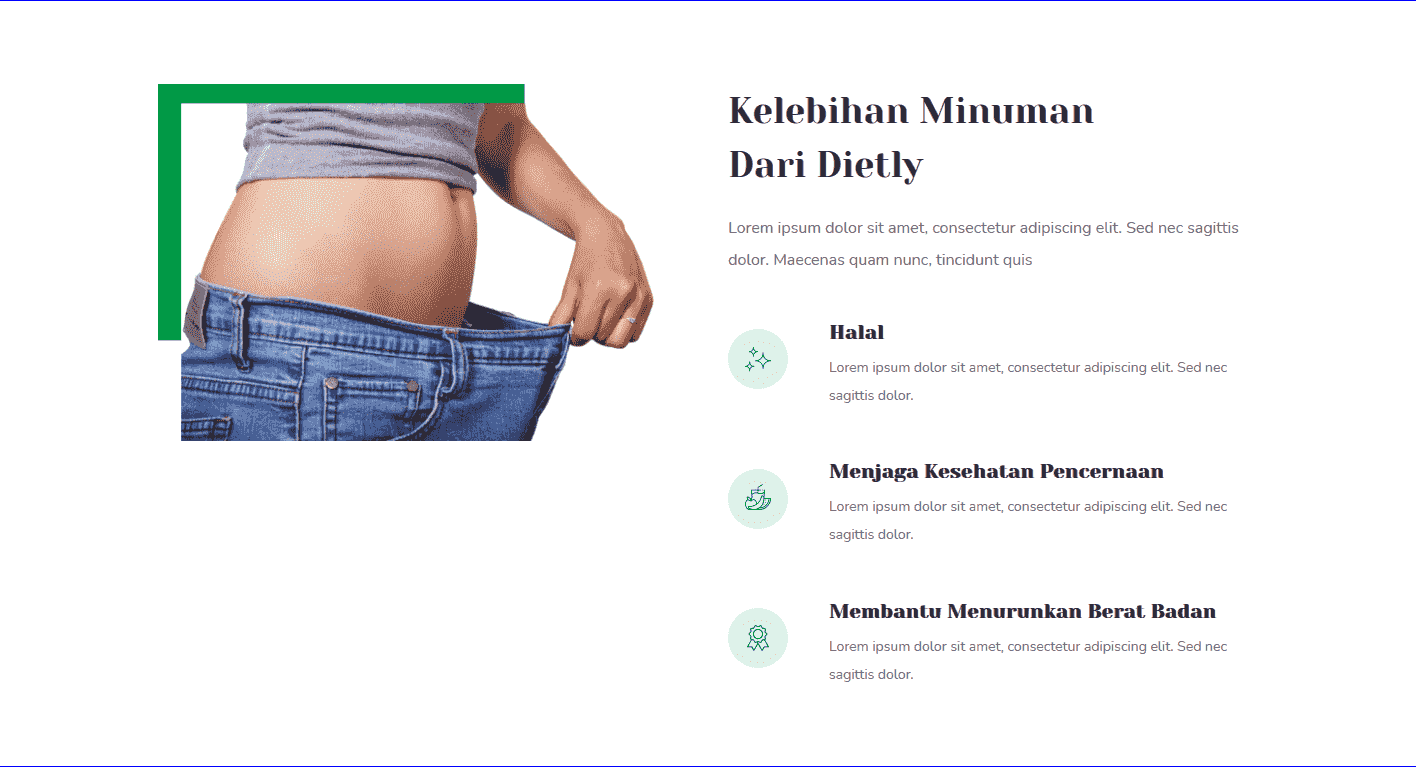 Kelebihan Minuman
Dari Dietly
Lorem ipsum dolor sit amet, consectetur adipiscing elit. Sed nec sagittis
dolor. Maecenas quam nunc, tincidunt quis
Halal
Lorem ipsum dolor sit amet, consectetur adipiscing elit. Sed nec
sagittis dolor.
Menjaga Kesehatan Pencernaan
Lorem ipsum dolor sit amet, consectetur adipiscing elit. Sed nec
sagittis dolor.
Membantu Menurunkan Berat Badan
Lorem ipsum dolor sit amet, consectetur adipiscing elit. Sed nec
sagittis dolor.